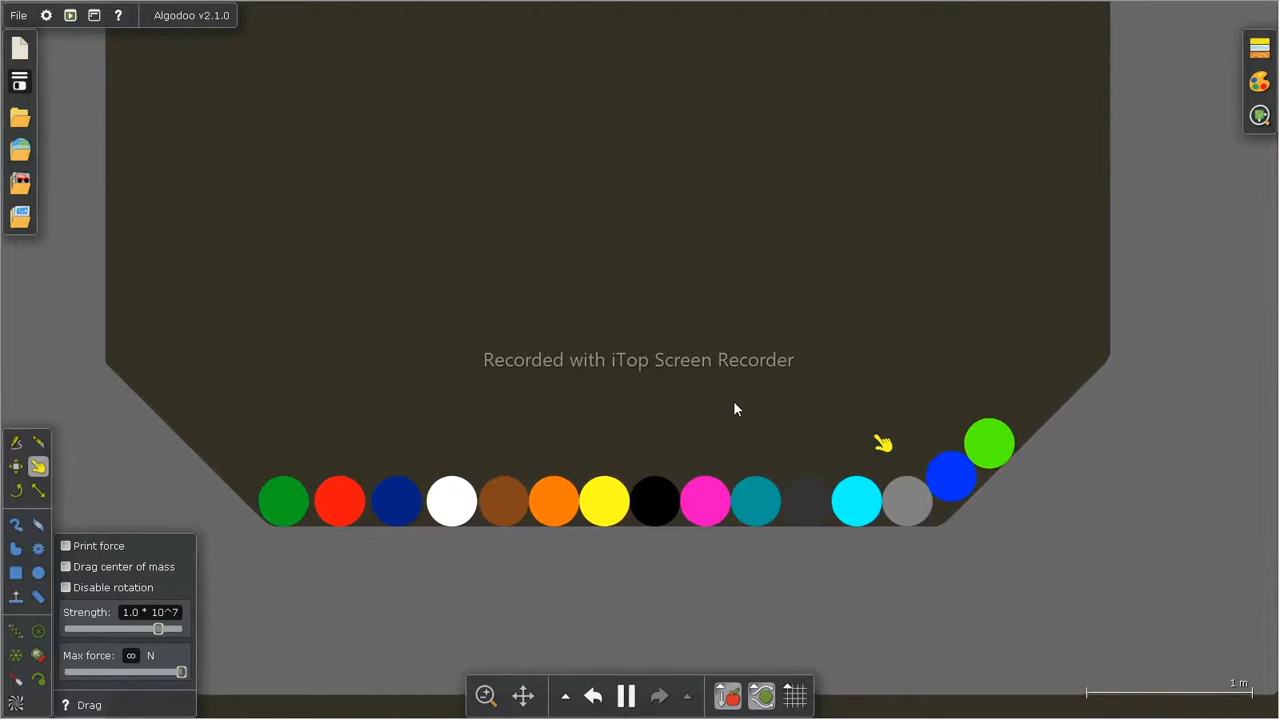 File ? Algodoo v2.1.0
Recorded with iTop Screen Recorder
Print force
Drag center of mass
Disable rotation
Strength: 1.0 * 10^7
Max force: ∞ N
? Drag
1 m